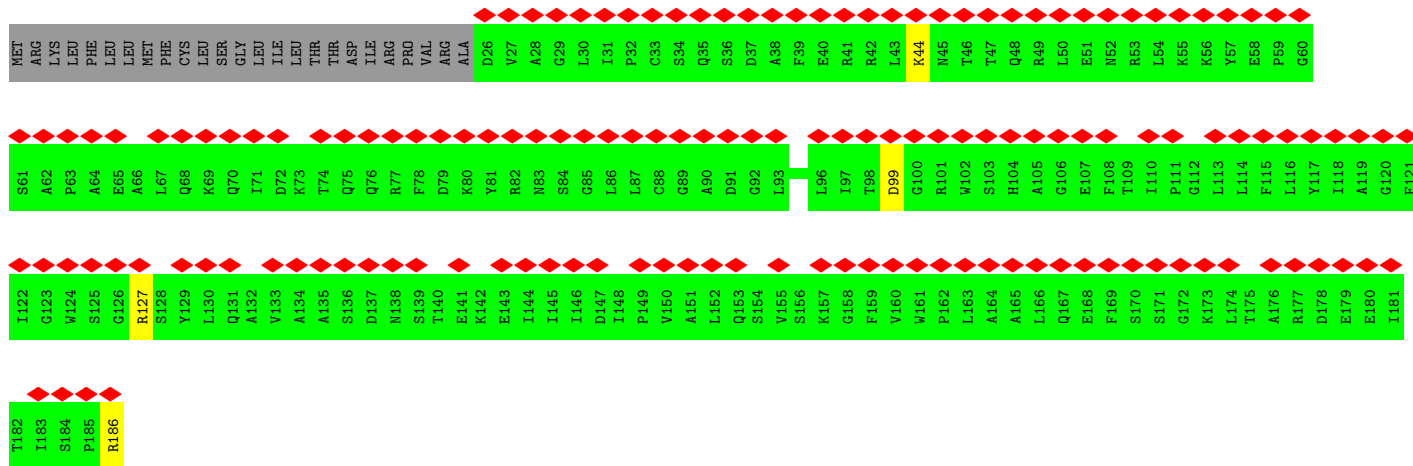 MET ARG LYS LEU PHE LEU LEU MET PHE CYS LEU SER GLY LEU ILE LEU THR THR ASP ILE ARG PRO VAL ARG ALA D26 V27 A28 G29 L30 I31 P32 C33 S34 Q35 S36 D37 A38 F39 E40 R41 R42 L43 K44 N45 T46 T47 Q48 R49 L50 E51 N52 R53 L54 K55 K56 Y57 E58 P59 G60
S61 A62 P63 A64 E65 A66 L67 Q68 K69 Q70 I71 D72 K73 T74 Q75 Q76 R77 F78 D79 K80 Y81 R82 N83 S84 G85 L86 L87 C88 G89 A90 D91 G92 L93 L96 I97 T98 D99 G100 R101 W102 S103 H104 A105 G106 E107 F108 T109 I110 P111 G112 L113 L114 F115 L116 Y117 I118 A119 G120 F121
I122 G123 W124 S125 G126 R127 S128 Y129 L130 Q131 A132 V133 A134 A135 S136 D137 N138 S139 T140 E141 K142 E143 I144 I145 I146 D147 I148 P149 V150 A151 L152 Q153 S154 V155 S156 K157 G158 F159 V160 W161 P162 L163 A164 A165 L166 Q167 E168 F169 S170 S171 G172 K173 L174 T175 A176 R177 D178 E179 E180 I181
T182 I183 S184 P185 R186